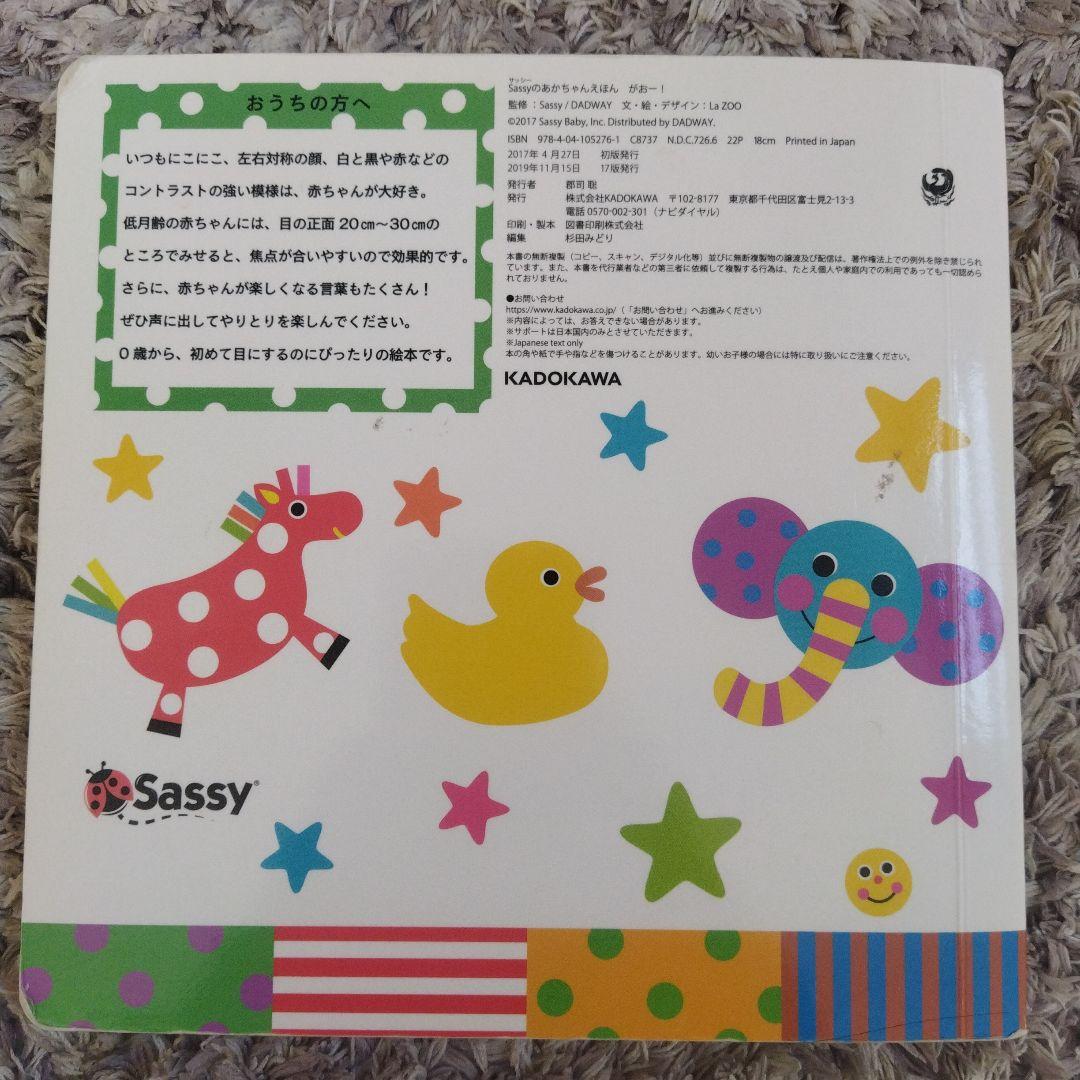 おうちの方へ
いつもにこにこ、左右対称の顔、白と黒や赤などの
コントラストの強い模様は、赤ちゃんが大好き。
低月齢の赤ちゃんには、目の正面20㎝〜30㎝の
ところでみせると、焦点が合いやすいので効果的です。
さらに、赤ちゃんが楽しくなる言葉もたくさん！
ぜひ声に出してやりとりを楽しんでください。
０歳から、初めて目にするのにぴったりの絵本です。
サッシー
Sassyのあかちゃんえほん　がおー！
監修：Sassy / DADWAY　文・絵・デザイン：La ZOO
©2017 Sassy Baby, Inc. Distributed by DADWAY.
ISBN　978-4-04-105276-1　C8737　N.D.C.726.6　22P　18cm　Printed in Japan
2017年 4月27日　初版発行
2019年11月15日　17版発行
発行者　郡司 聡
発行　株式会社KADOKAWA　〒102-8177　東京都千代田区富士見2-13-3
電話 0570-002-301（ナビダイヤル）
印刷・製本　図書印刷株式会社
編集　杉田みどり
本書の無断複製（コピー、スキャン、デジタル化等）並びに無断複製物の譲渡及び配信は、著作権法上での例外を除き禁じられ
ています。また、本書を代行業者などの第三者に依頼して複製する行為は、たとえ個人や家庭内での利用であっても一切認めら
れておりません。
●お問い合わせ
https://www.kadokawa.co.jp/（「お問い合わせ」へお進みください）
※内容によっては、お答えできない場合があります。
※サポートは日本国内のみとさせていただきます。
※Japanese text only
本の角や紙で手や指などを傷つけることがあります。幼いお子様の場合には特に取り扱いにご注意ください。
KADOKAWA
Sassy®